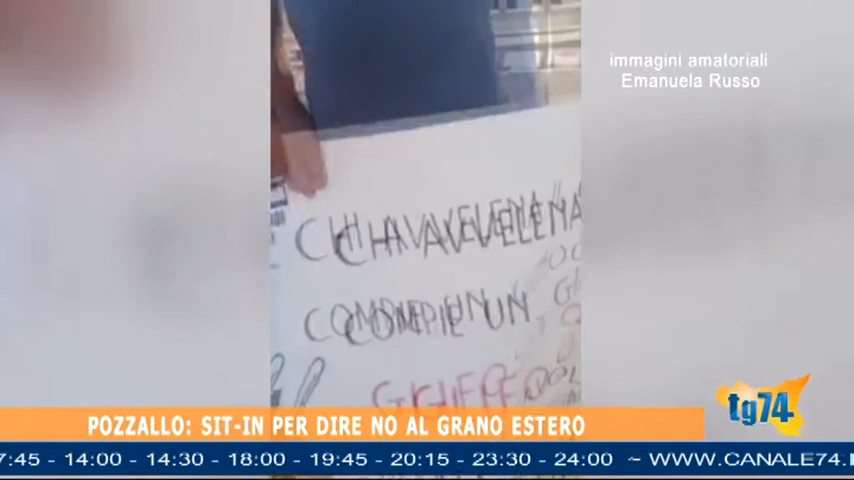 immagini amatoriali
Emanuela Russo
CHI AVVELENA
COMPIE UN
tg74
POZZALLO: SIT-IN PER DIRE NO AL GRANO ESTERO
7:45 - 14:00 - 14:30 - 18:00 - 19:45 - 20:15 - 23:30 - 24:00 ~ WWW.CANALE74.